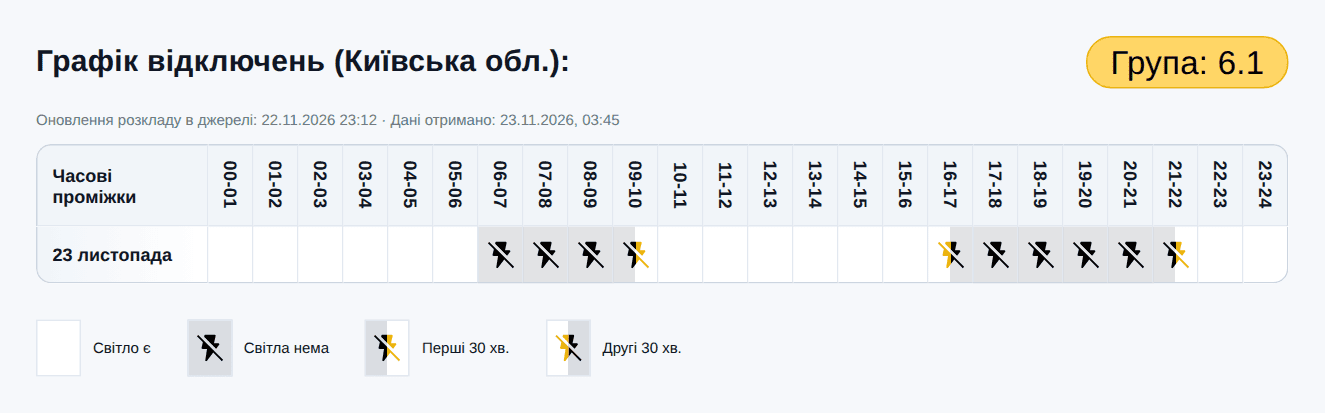 Графік відключень (Київська обл.):
Група: 6.1
Оновлення розкладу в джерелі: 22.11.2026 23:12 · Дані отримано: 23.11.2026, 03:45
Часові
проміжки
00-01
01-02
02-03
03-04
04-05
05-06
06-07
07-08
08-09
09-10
10-11
11-12
12-13
13-14
14-15
15-16
16-17
17-18
18-19
19-20
20-21
21-22
22-23
23-24
23 листопада
Світло є
Світла нема
Перші 30 хв.
Другі 30 хв.